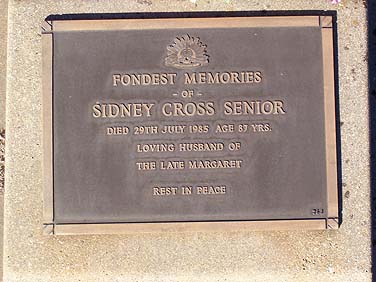 FONDEST MEMORIES
- OF -
SIDNEY CROSS SENIOR
DIED 29TH JULY 1985 AGE 87 YRS.
LOVING HUSBAND OF
THE LATE MARGARET
REST IN PEACE